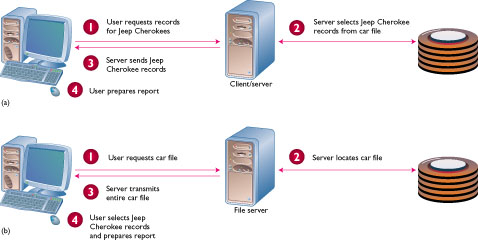 1 User requests records
for Jeep Cherokees
2 Server selects Jeep Cherokee
records from car file
3 Server sends Jeep
Cherokee records
Client/server
4 User prepares report
(a)
1 User requests car file
2 Server locates car file
3 Server transmits
entire car file
File server
4 User selects Jeep
Cherokee records
and prepares report
(b)